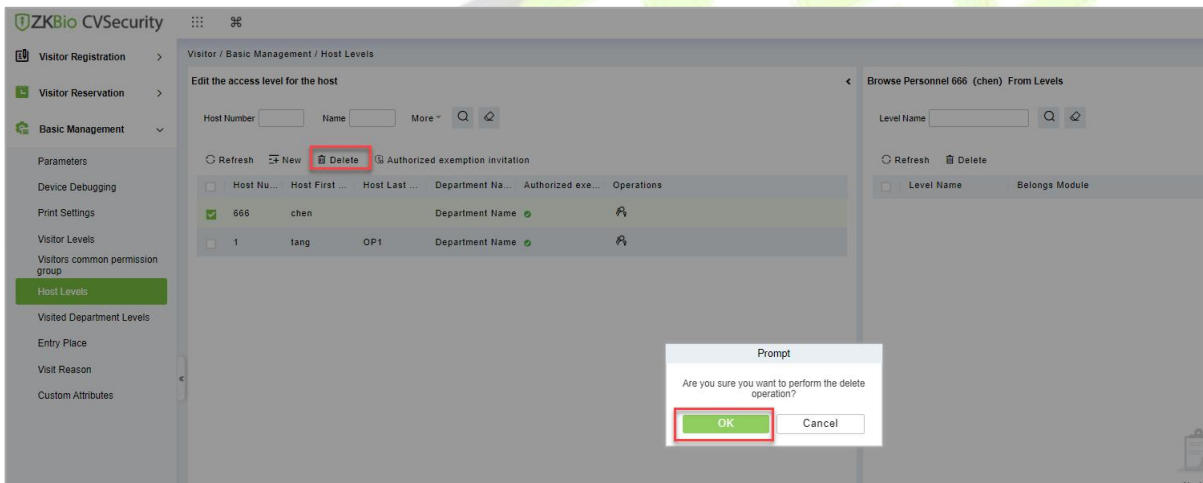 ZKBio CVSecurity
Visitor Registration
Visitor Reservation
Basic Management
Parameters
Device Debugging
Print Settings
Visitor Levels
Visitors common permission
group
Host Levels
Visited Department Levels
Entry Place
Visit Reason
Custom Attributes
Visitor / Basic Management / Host Levels
Edit the access level for the host
Host Number Name More
Refresh New Delete Authorized exemption invitation
Host Nu... Host First ... Host Last ... Department Na... Authorized exe... Operations
666 chen Department Name
1 tang OP1 Department Name
Browse Personnel 666 (chen) From Levels
Level Name
Refresh Delete
Level Name Belongs Module
Prompt
Are you sure you want to perform the delete
operation?
OK Cancel